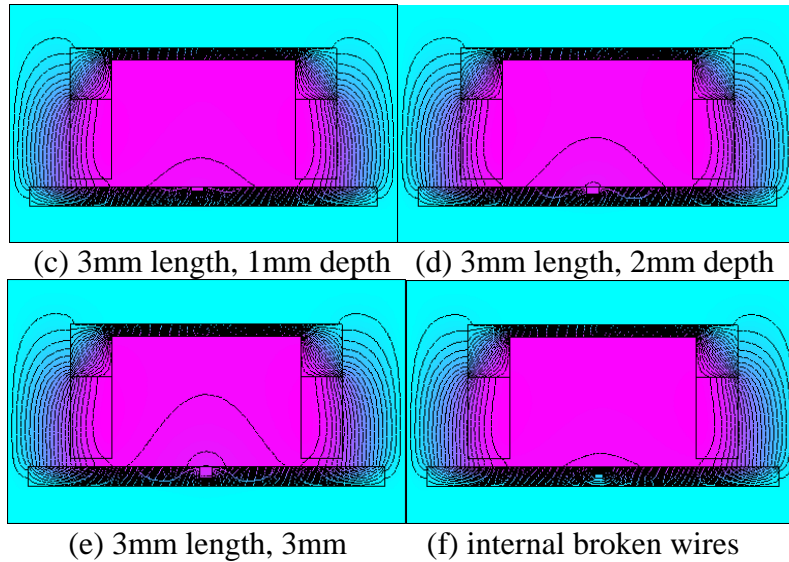 (c) 3mm length, 1mm depth (d) 3mm length, 2mm depth
(e) 3mm length, 3mm (f) internal broken wires